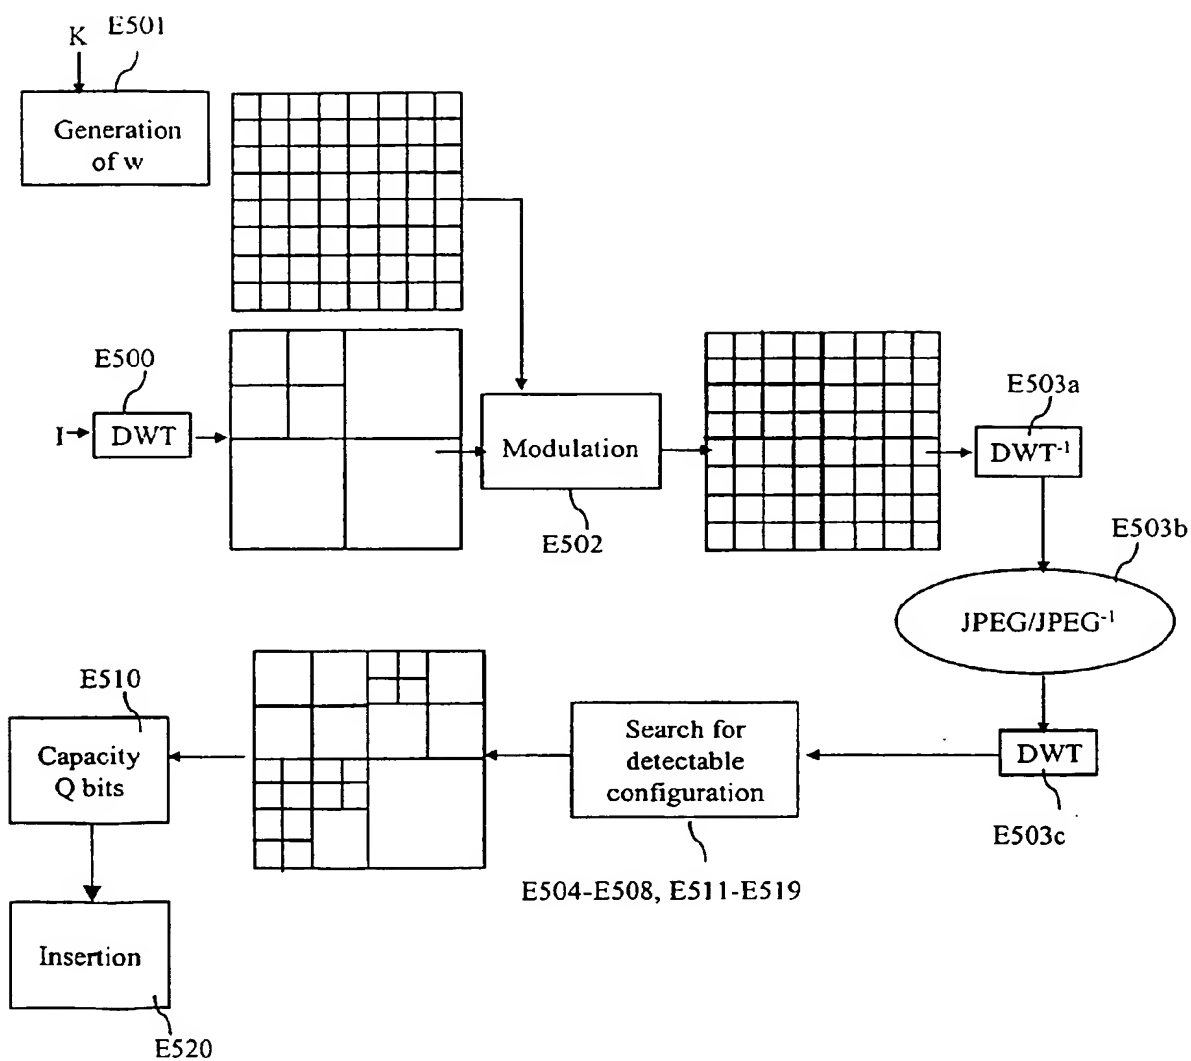 K
E501
Generation
of w
E500
I
DWT
Modulation
E502
E503a
DWT-1
E503b
JPEG/JPEG-1
DWT
E503c
Search for
detectable
configuration
E504-E508, E511-E519
E510
Capacity
Q bits
Insertion
E520